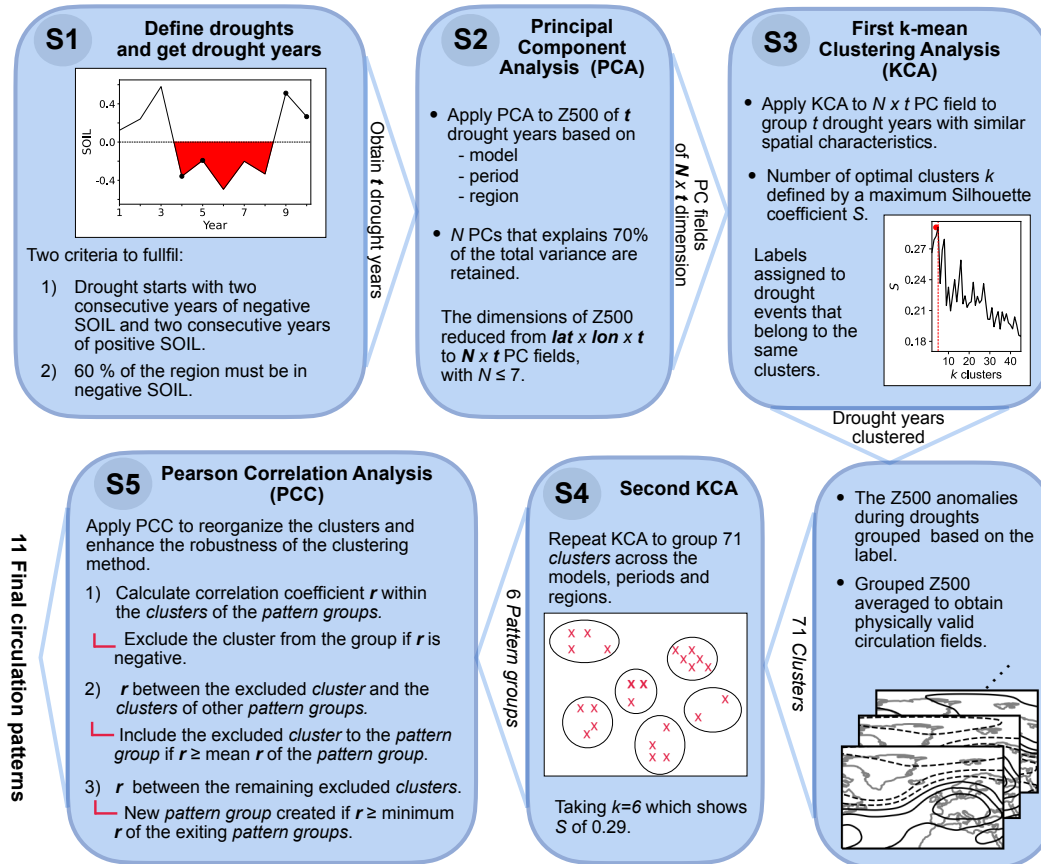 S1
Define droughts
and get drought years
0.4
0.0
-0.4
SOIL
1 3 5 7 9
Year
Two criteria to fullfil:
1) Drought starts with two
consecutive years of negative
SOIL and two consecutive years
of positive SOIL.
2) 60 % of the region must be in
negative SOIL.
Obtain t drought years
S2
Principal
Component
Analysis (PCA)
• Apply PCA to Z500 of t
drought years based on
- model
- period
- region
• N PCs that explains 70%
of the total variance are
retained.
The dimensions of Z500
reduced from lat x lon x t
to N x t PC fields,
with N ≤ 7.
PC fields
of N x t dimension
S3
First k-mean
Clustering Analysis
(KCA)
• Apply KCA to N x t PC field to
group t drought years with similar
spatial characteristics.
• Number of optimal clusters k
defined by a maximum Silhouette
coefficient S.
Labels
assigned to
drought
events that
belong to the
same
clusters.
0.27
0.24
0.21
0.18
S
10 20 30 40
k clusters
Drought years
clustered
• The Z500 anomalies
during droughts
grouped based on the
label.
• Grouped Z500
averaged to obtain
physically valid
circulation fields.
71 Clusters
S4
Second KCA
Repeat KCA to group 71
clusters across the
models, periods and
regions.
x x x x x x x x x x x x x x x x x x x x x x x x x
Taking k=6 which shows
S of 0.29.
6 Pattern groups
S5
Pearson Correlation Analysis
(PCC)
Apply PCC to reorganize the clusters and
enhance the robustness of the clustering
method.
1) Calculate correlation coefficient r within
the clusters of the pattern groups.
Exclude the cluster from the group if r is
negative.
2) r between the excluded cluster and the
clusters of other pattern groups.
Include the excluded cluster to the pattern
group if r ≥ mean r of the pattern group.
3) r between the remaining excluded clusters.
New pattern group created if r ≥ minimum
r of the exiting pattern groups.
11 Final circulation patterns